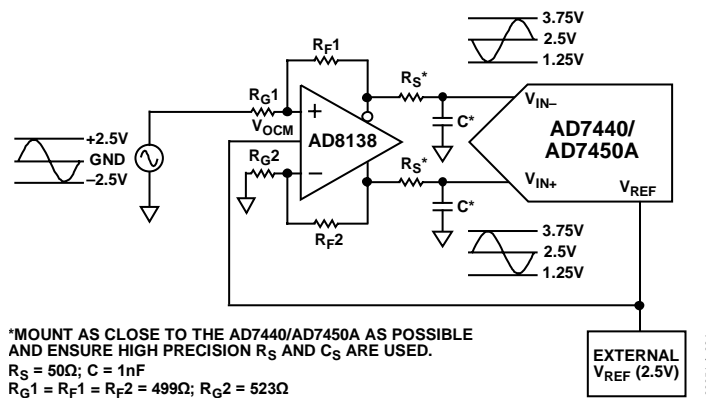 3.75V
2.5V
1.25V
RF1
RS*
RG1
VIN–
+
C*
VOCM
AD8138
AD7440/
AD7450A
+2.5V
GND
–2.5V
RG2
RS*
–
VIN+
VREF
C*
RF2
3.75V
2.5V
1.25V
*MOUNT AS CLOSE TO THE AD7440/AD7450A AS POSSIBLE
AND ENSURE HIGH PRECISION RS AND CS ARE USED.
RS = 50Ω; C = 1nF
RG1 = RF1 = RF2 = 499Ω; RG2 = 523Ω
EXTERNAL
VREF (2.5V)